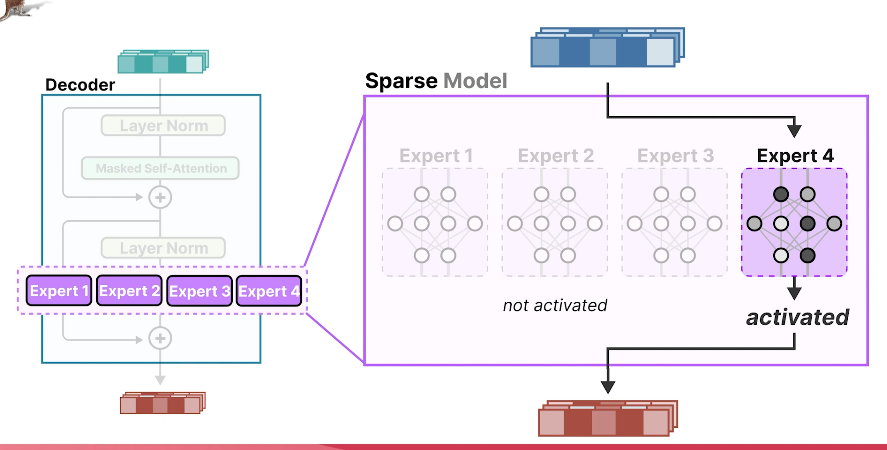 Decoder
Layer Norm
Masked Self-Attention
+
Layer Norm
Expert 1 Expert 2 Expert 3 Expert 4
+
Sparse Model
Expert 1 Expert 2 Expert 3 Expert 4
not activated
activated